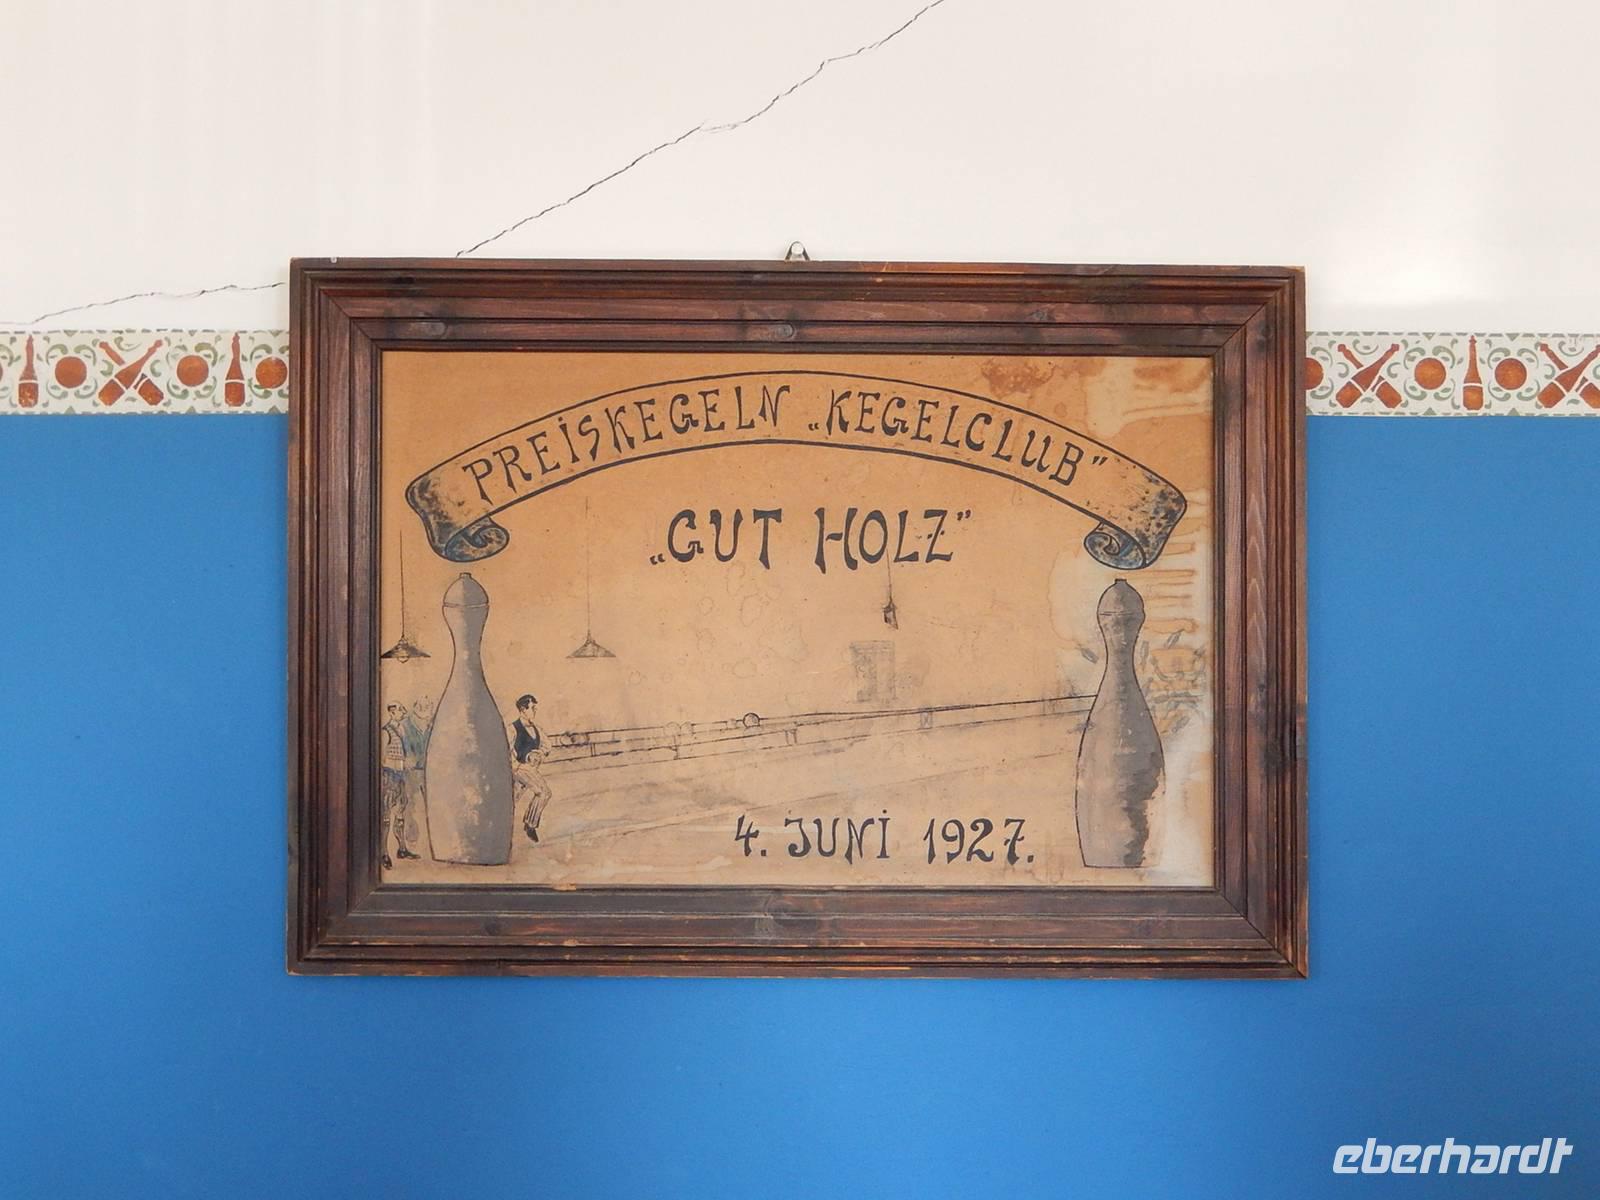 PREISKEGELN „KEGELCLUB"
„GUT HOLZ"
4. JUNI 1927.
eberhardt